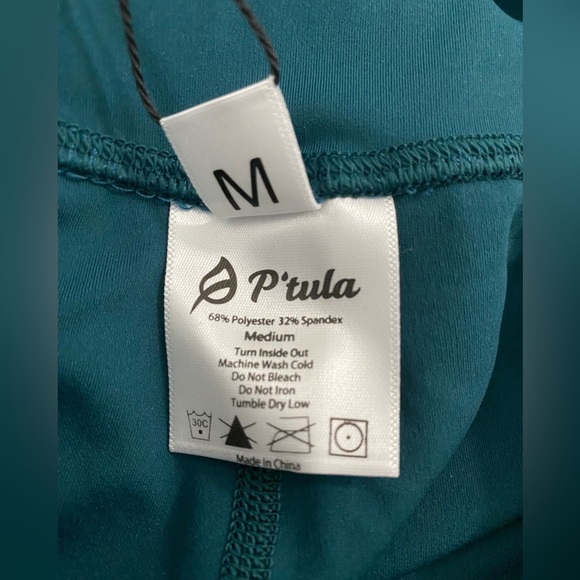 M
P'tula
68% Polyester 32% Spandex
Medium
Turn Inside Out
Machine Wash Cold
Do Not Bleach
Do Not Iron
Tumble Dry Low
30C
Made In China